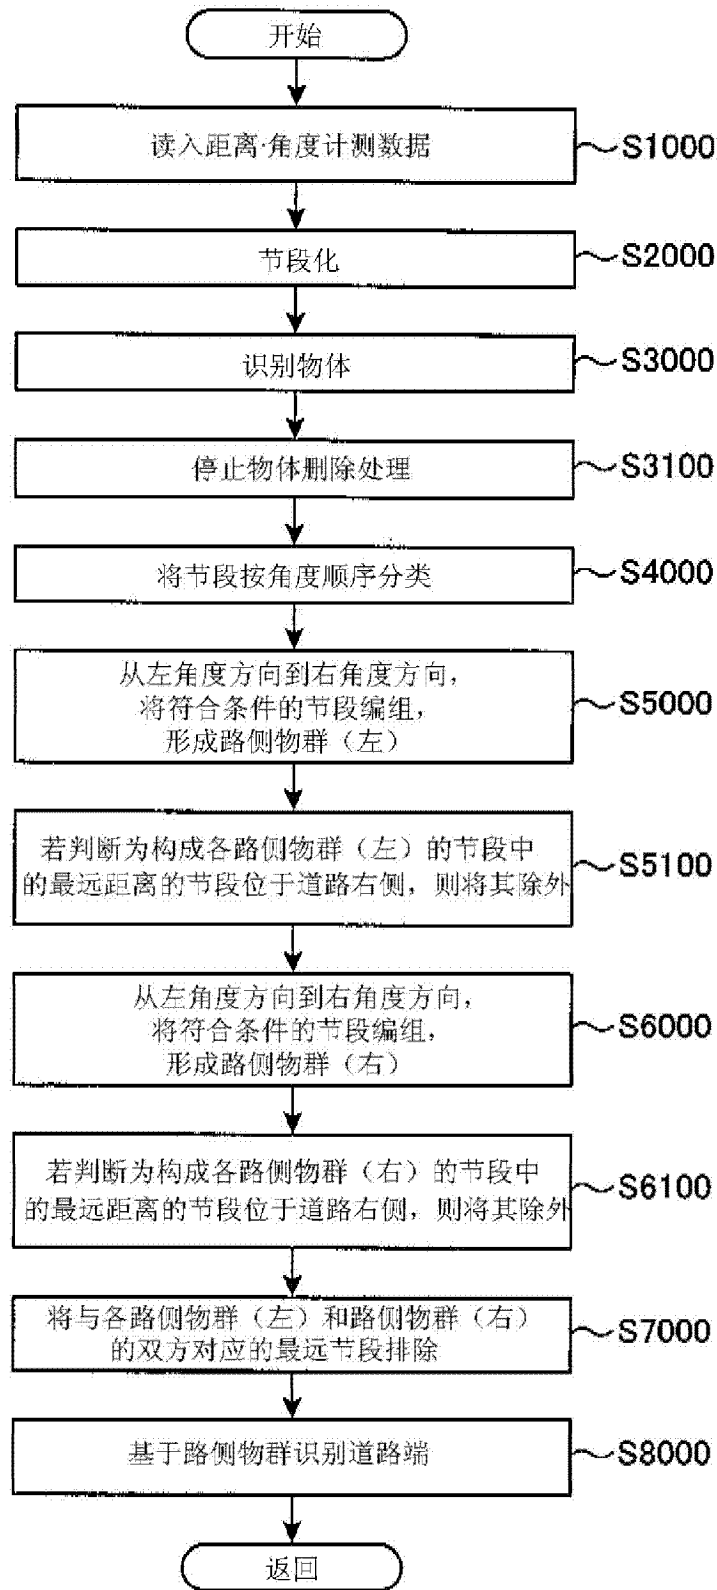 开始
读入距离·角度计测数据
S1000
节段化
S2000
识别物体
S3000
停止物体删除处理
S3100
将节段按角度顺序分类
S4000
从左角度方向到右角度方向，
将符合条件的节段编组，
形成路侧物群（左）
S5000
若判断为构成各路侧物群（左）的节段中
的最远距离的节段位于道路右侧，则将其除外
S5100
从左角度方向到右角度方向，
将符合条件的节段编组，
形成路侧物群（右）
S6000
若判断为构成各路侧物群（右）的节段中
的最远距离的节段位于道路右侧，则将其除外
S6100
将与各路侧物群（左）和路侧物群（右）
的双方对应的最远节段排除
S7000
基于路侧物群识别道路端
S8000
返回